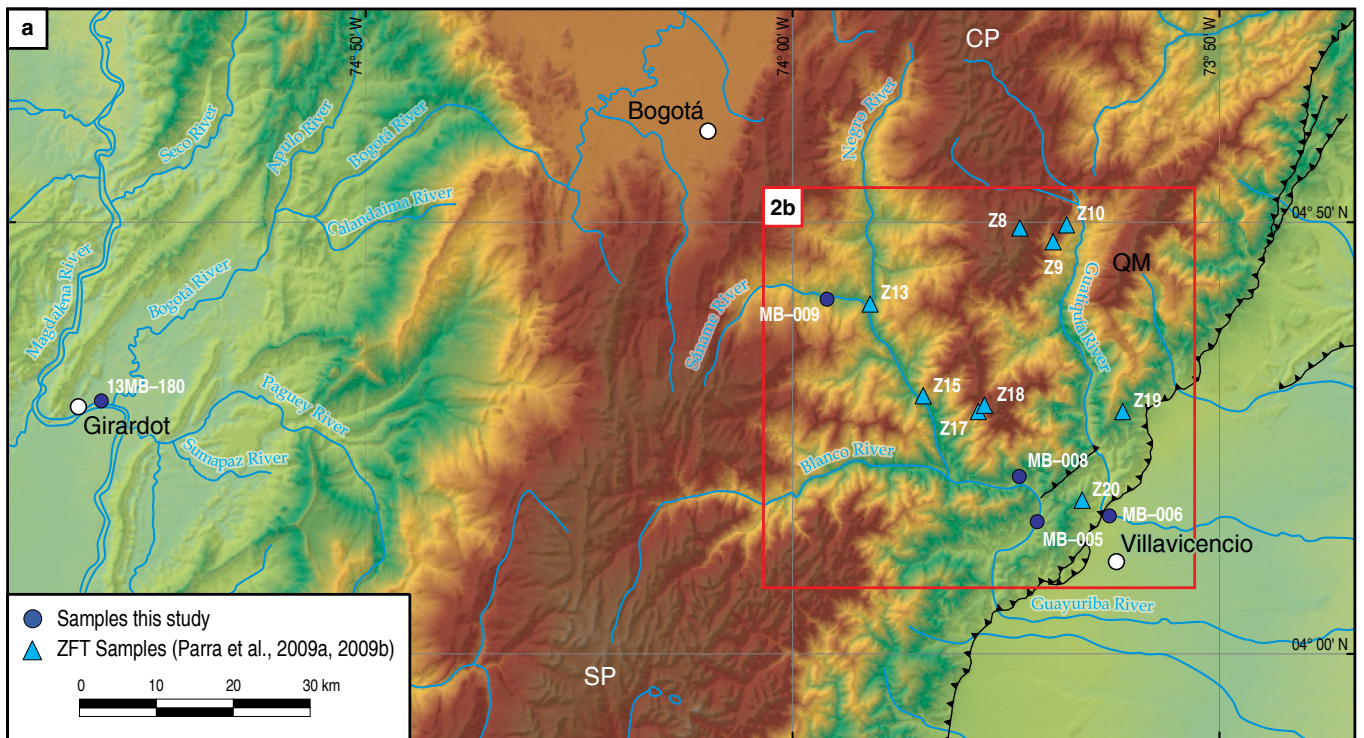 a
74° 50' W
74° 00' W
73° 50' W
CP
Seco River
Apulo River
Bogotá River
Bogotá
Negro River
2b
Z8
Z10
04° 50' N
Calandaima River
Z9
QM
Magdalena River
Bogotá River
Sáname River
MB–009
Z13
Guatiquía River
13MB–180
Girardot
Paguey River
Z15
Z18
Z17
Z19
Sumapaz River
Blanco River
MB–008
Z20
MB–006
MB–005
Villavicencio
Guayuriba River
Samples this study
ZFT Samples (Parra et al., 2009a, 2009b)
04° 00' N
SP
0 10 20 30 km